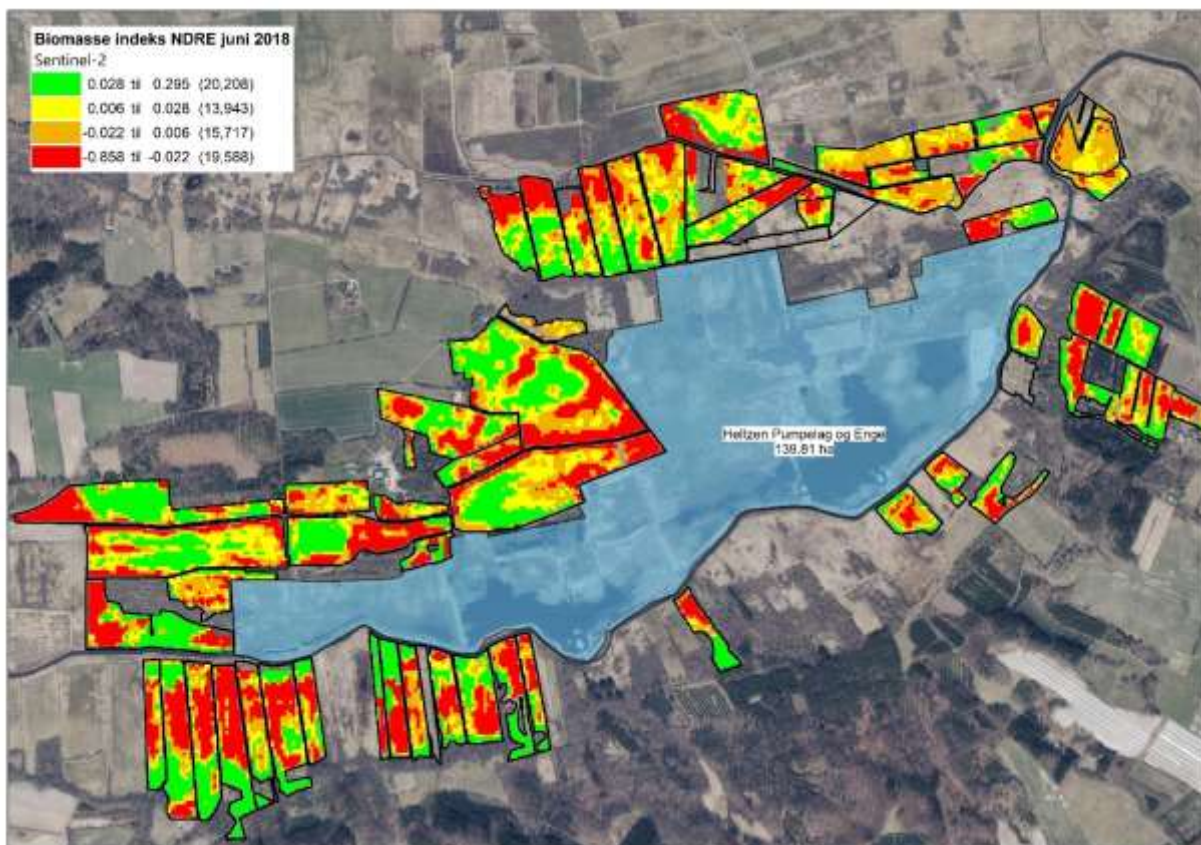 Biomasse indeks NDRE juni 2018
Sentinel-2
0.028 til 0.295 (20,208)
0.006 til 0.028 (13,943)
-0.022 til 0.006 (15,717)
-0.858 til -0.022 (19,588)
Hellzen Pumpelag og Enge
138.81 ha